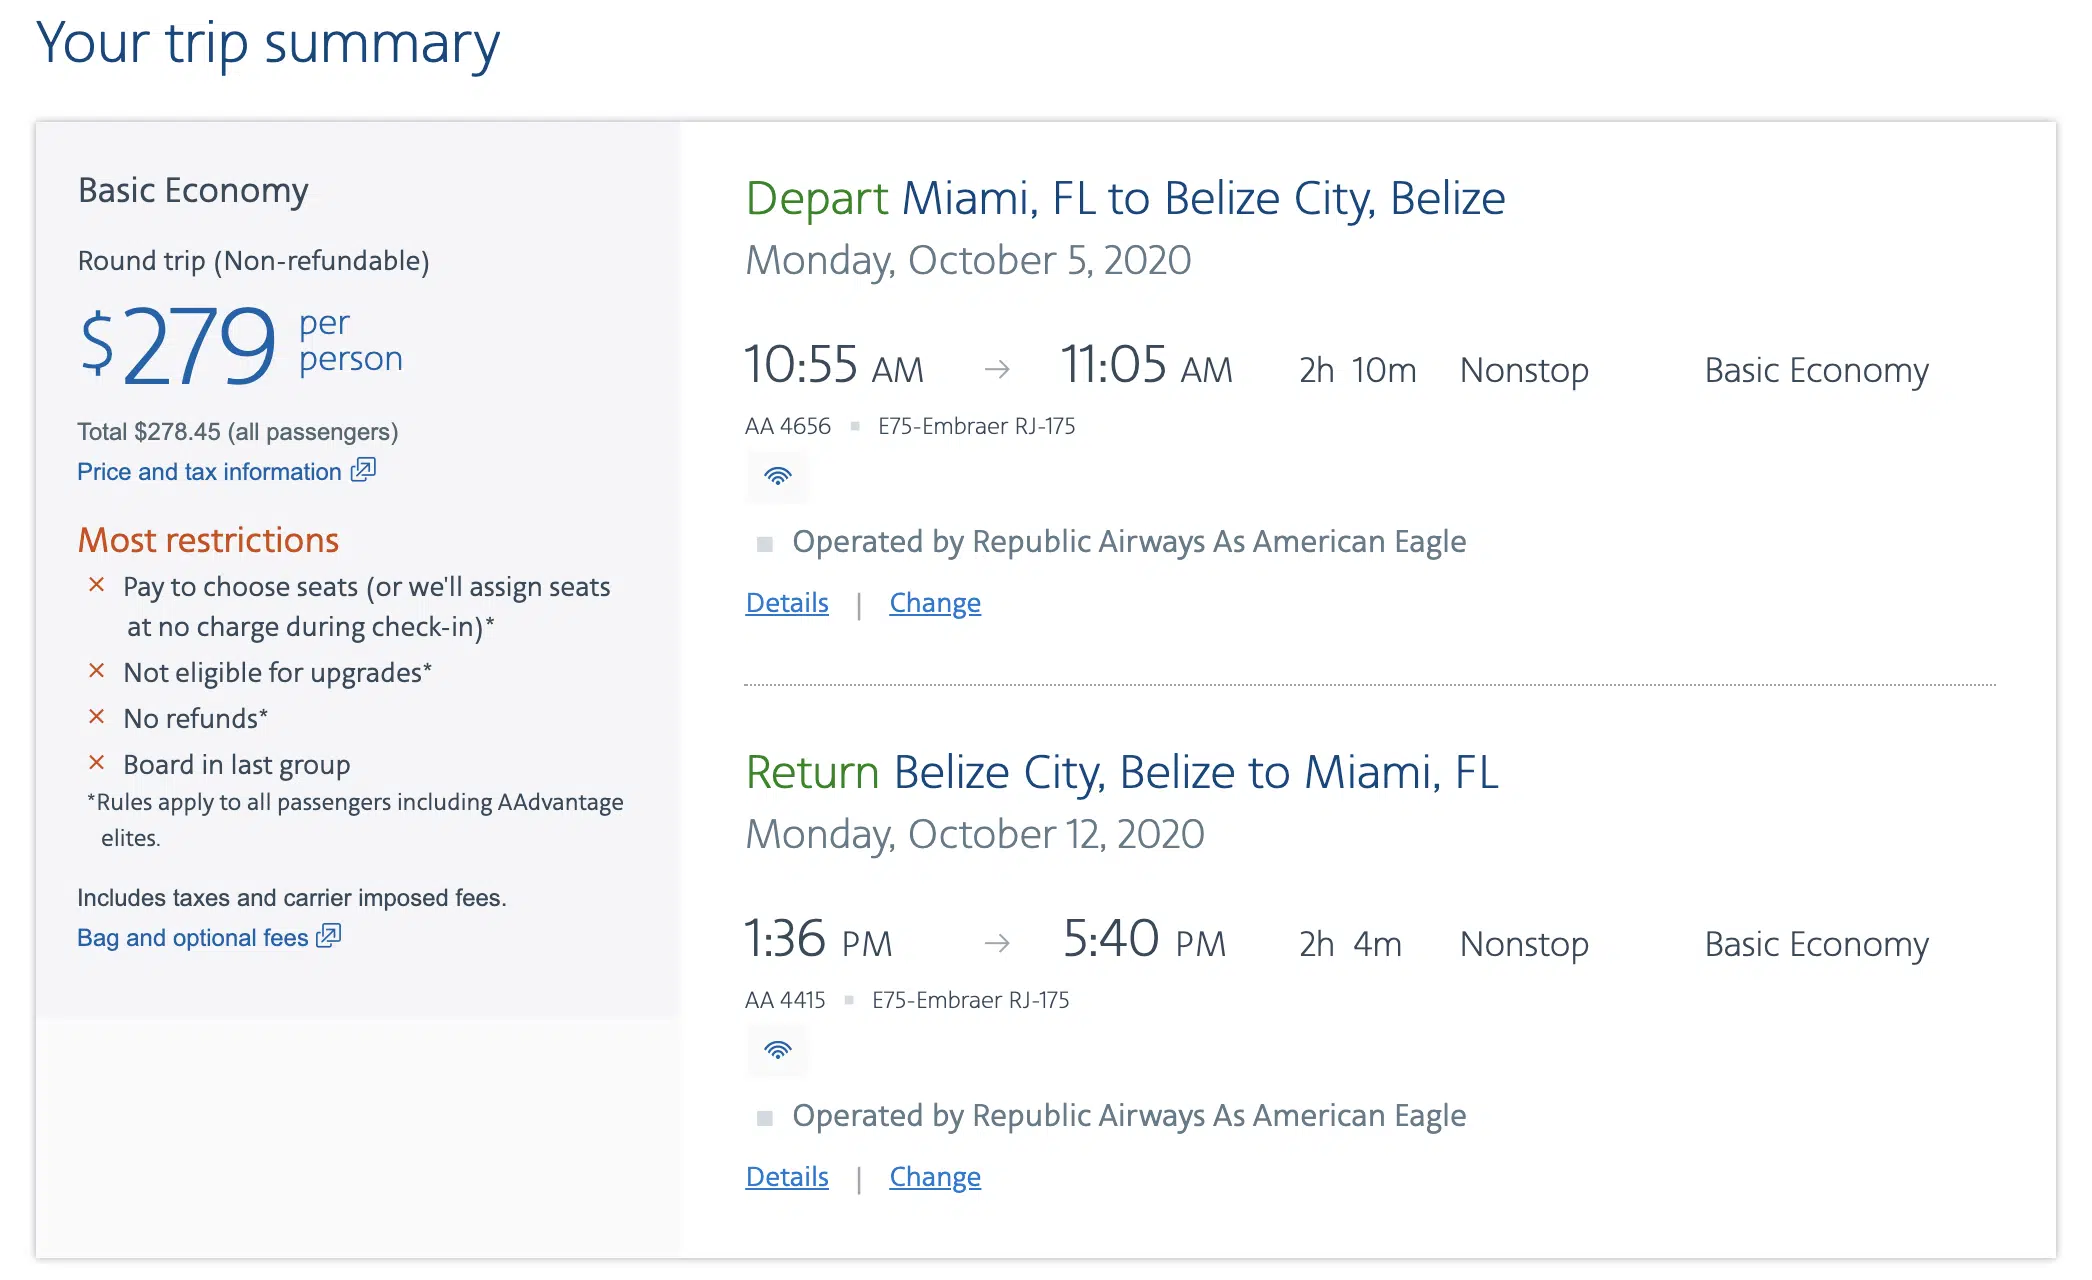 Your trip summary
Basic Economy
Round trip (Non-refundable)
$279 per person
Total $278.45 (all passengers)
Price and tax information
Most restrictions
× Pay to choose seats (or we'll assign seats
at no charge during check-in)*
× Not eligible for upgrades*
× No refunds*
× Board in last group
*Rules apply to all passengers including AAdvantage
elites.
Includes taxes and carrier imposed fees.
Bag and optional fees
Depart Miami, FL to Belize City, Belize
Monday, October 5, 2020
10:55 AM → 11:05 AM 2h 10m Nonstop Basic Economy
AA 4656 ▪ E75-Embraer RJ-175
▪ Operated by Republic Airways As American Eagle
Details | Change
Return Belize City, Belize to Miami, FL
Monday, October 12, 2020
1:36 PM → 5:40 PM 2h 4m Nonstop Basic Economy
AA 4415 ▪ E75-Embraer RJ-175
▪ Operated by Republic Airways As American Eagle
Details | Change